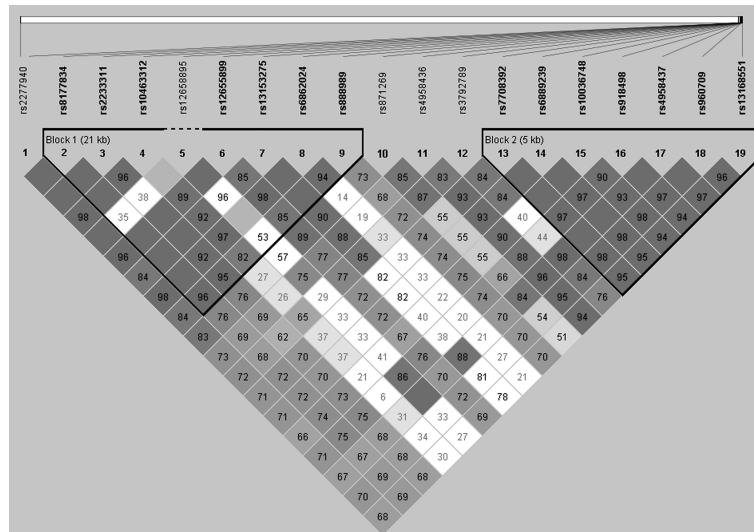 rs2277940
rs8177834
rs2233311
rs10463312
rs12658895
rs12655899
rs13153275
rs6862024
rs888989
rs871269
rs4958436
rs3792789
rs7708392
rs6889239
rs10036748
rs918498
rs4958437
rs960709
rs13168551
Block 1 (21 kb)
Block 2 (5 kb)
1 2 3 4 5 6 7 8 9 10 11 12 13 14 15 16 17 18 19
96 85 94 73 85 83 84 90 96
38 89 96 98 14 68 87 93 84 97 97 97
98 35 92 85 90 19 72 55 93 40 97 98 94
97 53 89 88 33 74 55 90 44 98 94
96 82 57 77 85 33 74 55 88 98 98
84 95 27 75 77 82 33 75 66 96 84 95
98 96 76 26 29 72 82 22 74 84 95 76
84 76 69 65 33 72 40 20 70 54 94
83 69 62 37 33 67 38 21 70 51
73 68 70 37 41 76 88 27 70
72 72 70 21 86 70 81 21
71 72 73 6 72 78
71 74 31 33 69
66 75 68 34 27
71 67 68 30
67 69 68
70 69
68